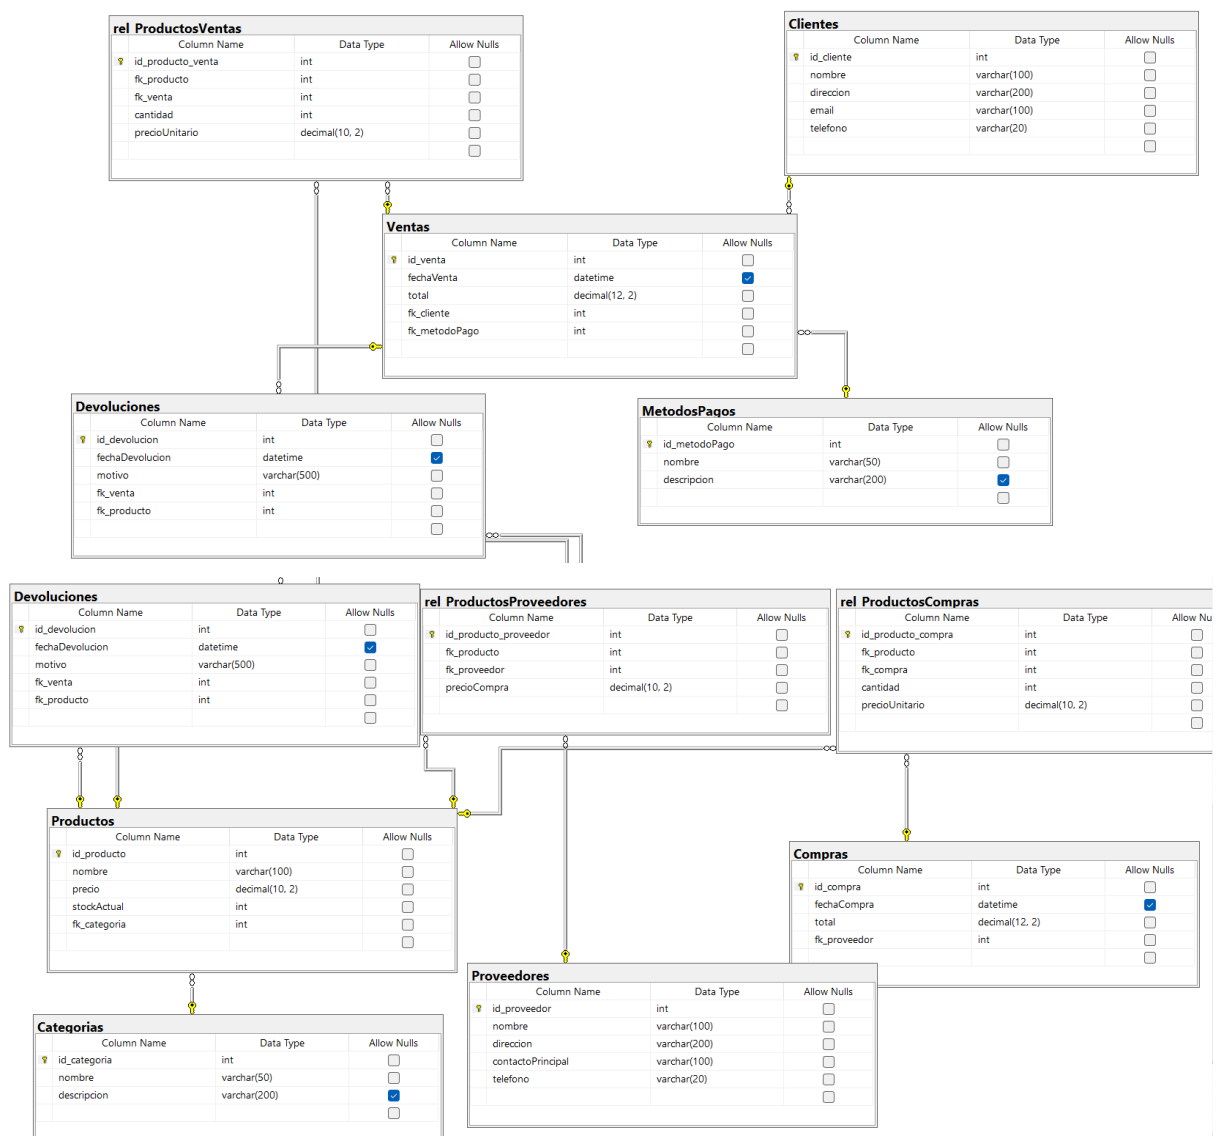 rel_ProductosVentas
Column Name Data Type Allow Nulls
id_producto_venta int
fk_producto int
fk_venta int
cantidad int
precioUnitario decimal(10, 2)
Clientes
Column Name Data Type Allow Nulls
id_cliente int
nombre varchar(100)
direccion varchar(200)
email varchar(100)
telefono varchar(20)
Ventas
Column Name Data Type Allow Nulls
id_venta int
fechaVenta datetime
total decimal(12, 2)
fk_cliente int
fk_metodoPago int
Devoluciones
Column Name Data Type Allow Nulls
id_devolucion int
fechaDevolucion datetime
motivo varchar(500)
fk_venta int
fk_producto int
MetodosPagos
Column Name Data Type Allow Nulls
id_metodoPago int
nombre varchar(50)
descripcion varchar(200)
Devoluciones
Column Name Data Type Allow Nulls
id_devolucion int
fechaDevolucion datetime
motivo varchar(500)
fk_venta int
fk_producto int
rel_ProductosProveedores
Column Name Data Type Allow Nulls
id_producto_proveedor int
fk_producto int
fk_proveedor int
precioCompra decimal(10, 2)
rel_ProductosCompras
Column Name Data Type Allow Nu
id_producto_compra int
fk_producto int
fk_compra int
cantidad int
precioUnitario decimal(10, 2)
Productos
Column Name Data Type Allow Nulls
id_producto int
nombre varchar(100)
precio decimal(10, 2)
stockActual int
fk_categoria int
Compras
Column Name Data Type Allow Nulls
id_compra int
fechaCompra datetime
total decimal(12, 2)
fk_proveedor int
Proveedores
Column Name Data Type Allow Nulls
id_proveedor int
nombre varchar(100)
direccion varchar(200)
contactoPrincipal varchar(100)
telefono varchar(20)
Categorias
Column Name Data Type Allow Nulls
id_categoria int
nombre varchar(50)
descripcion varchar(200)